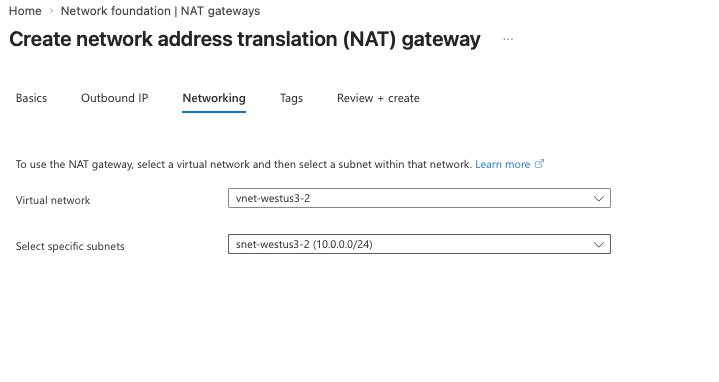 Home > Network foundation | NAT gateways
Create network address translation (NAT) gateway ...
Basics Outbound IP Networking Tags Review + create
To use the NAT gateway, select a virtual network and then select a subnet within that network. Learn more
Virtual network vnet-westus3-2
Select specific subnets snet-westus3-2 (10.0.0.0/24)